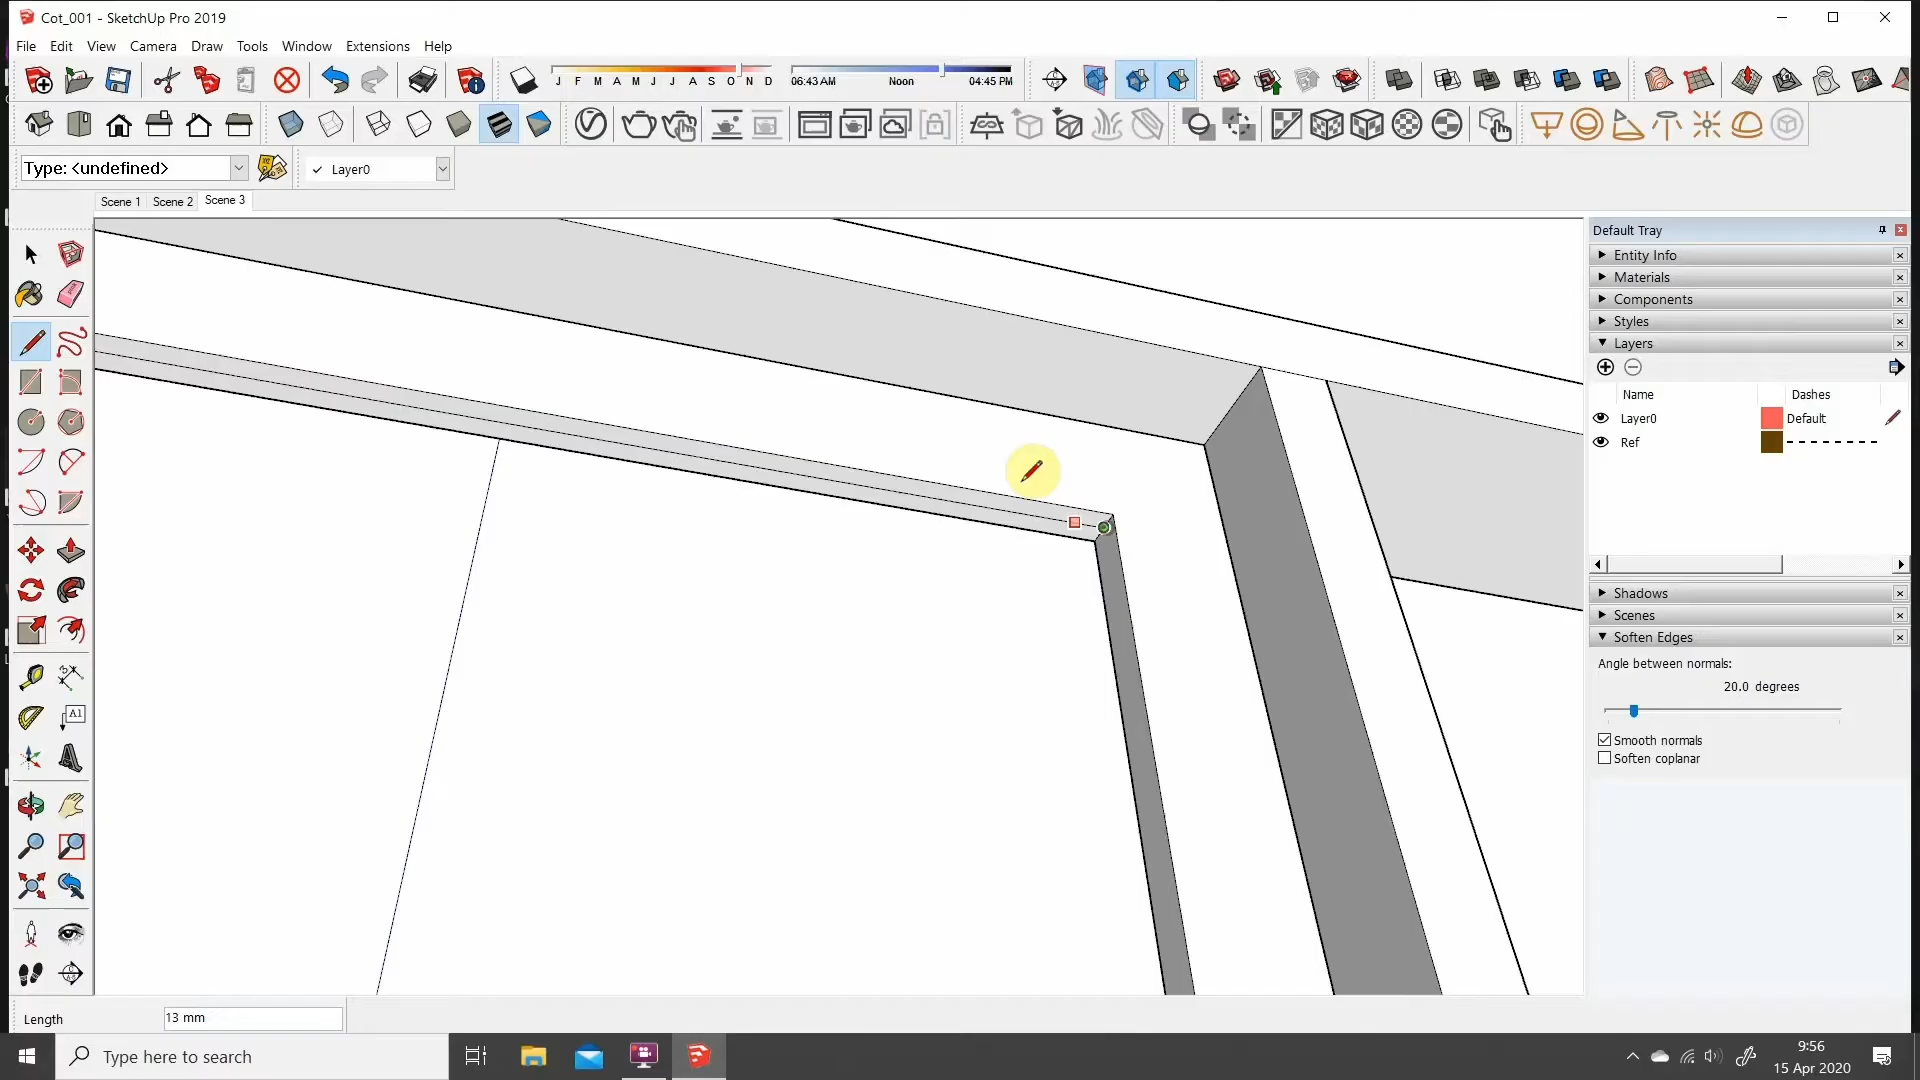 Cot_001 - SketchUp Pro 2019
File Edit View Camera Draw Tools Window Extensions Help
J F M A M J J A S O N D
06:43 AM Noon 04:45 PM
Type: <undefined>
Layer0
Scene 1 Scene 2 Scene 3
Default Tray
Entity Info
Materials
Components
Styles
Layers
Name Dashes
Layer0 Default
Ref
Shadows
Scenes
Soften Edges
Angle between normals:
20.0 degrees
Smooth normals
Soften coplanar
A1
Length 13 mm
Type here to search
9:56
15 Apr 2020